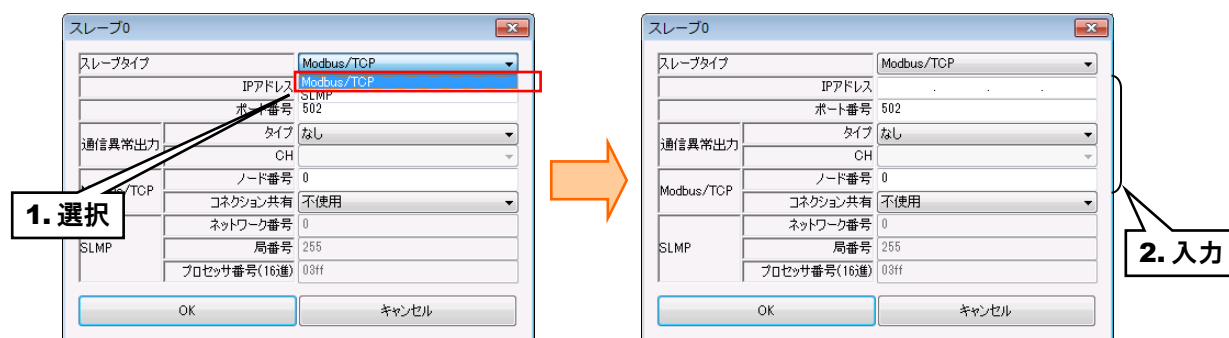 スレーブ0
スレーブタイプ Modbus/TCP
Modbus/TCP
IPアドレス SLMP
ポート番号 502
通信異常出力 タイプ なし
CH
Modbus/TCP ノード番号 0
コネクション共有 不使用
SLMP ネットワーク番号 0
局番号 255
プロセッサ番号(16進) 03ff
OK キャンセル
1. 選択
スレーブ0
スレーブタイプ Modbus/TCP
IPアドレス . . .
ポート番号 502
通信異常出力 タイプ なし
CH
Modbus/TCP ノード番号 0
コネクション共有 不使用
SLMP ネットワーク番号 0
局番号 255
プロセッサ番号(16進) 03ff
OK キャンセル
2. 入力